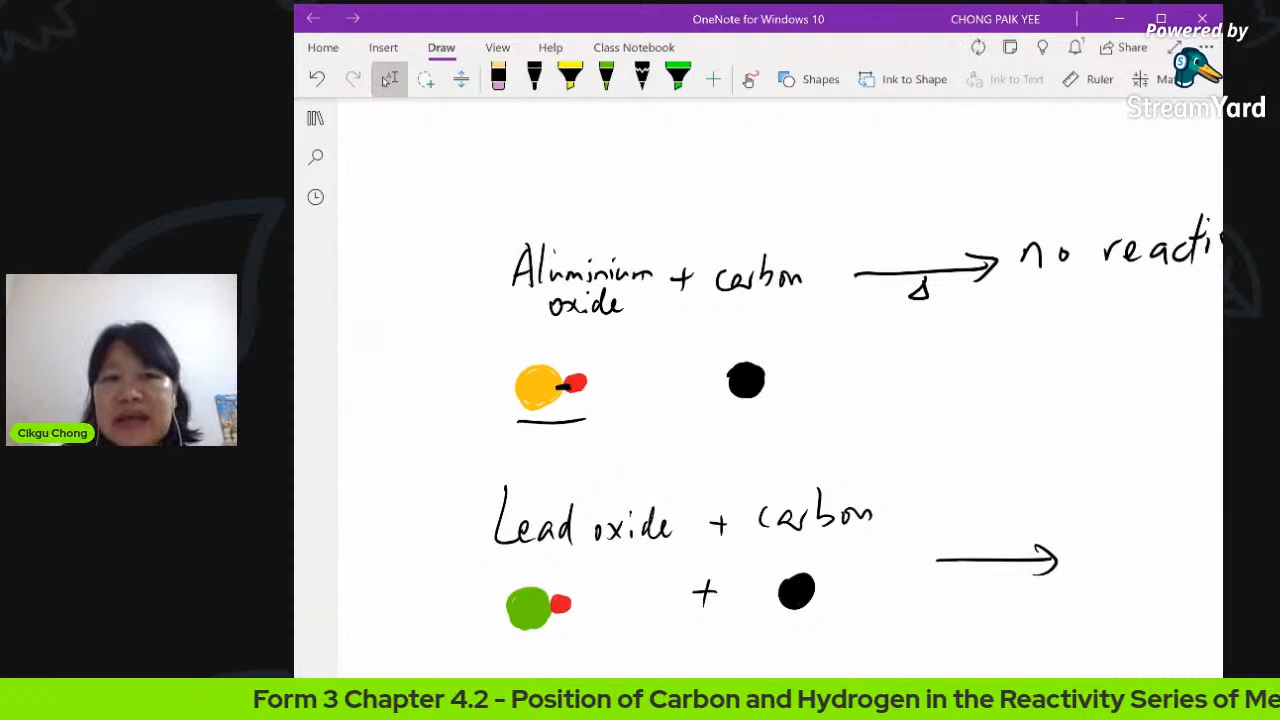 OneNote for Windows 10
CHONG PAIK YEE
Powered by
StreamYard
Home Insert Draw View Help Class Notebook Share
Shapes Ink to Shape Ink to Text Ruler
Aluminium + carbon → no reacti
oxide Δ
Lead oxide + carbon →
+
Cikgu Chong
Form 3 Chapter 4.2 - Position of Carbon and Hydrogen in the Reactivity Series of Me